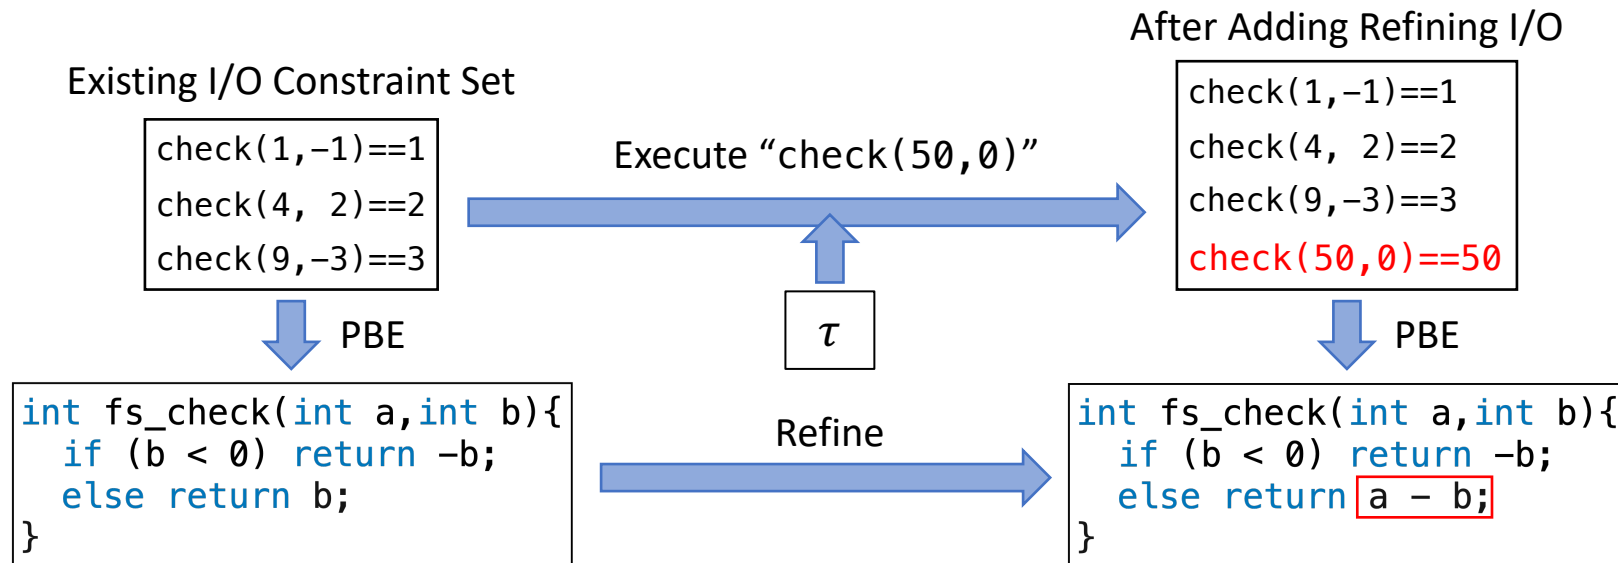 Existing I/O Constraint Set
check(1,−1)==1
check(4, 2)==2
check(9,−3)==3
Execute “check(50,0)”
τ
After Adding Refining I/O
check(1,−1)==1
check(4, 2)==2
check(9,−3)==3
check(50,0)==50
PBE
PBE
int fs_check(int a,int b){
if (b < 0) return −b;
else return b;
}
Refine
int fs_check(int a,int b){
if (b < 0) return −b;
else return a − b;
}